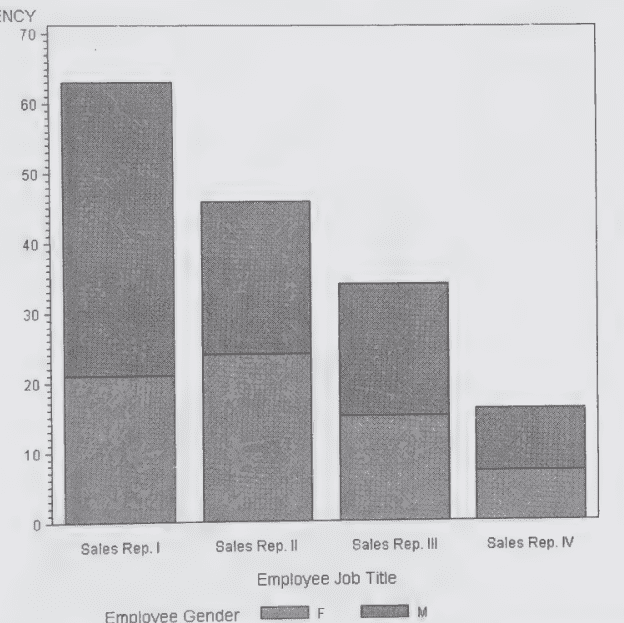 ENCY
70
60
50
40
30
20
10
0
Sales Rep. I Sales Rep. II Sales Rep. III Sales Rep. IV
Employee Job Title
Employee Gender F M